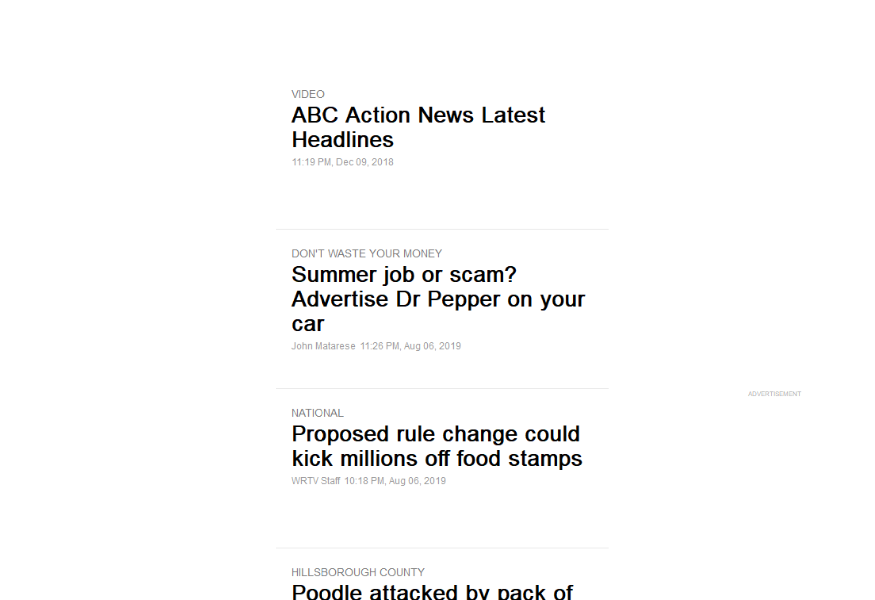 VIDEO
ABC Action News Latest
Headlines
11:19 PM, Dec 09, 2018
DON'T WASTE YOUR MONEY
Summer job or scam?
Advertise Dr Pepper on your
car
John Matarese 11:26 PM, Aug 06, 2019
ADVERTISEMENT
NATIONAL
Proposed rule change could
kick millions off food stamps
WRTV Staff 10:18 PM, Aug 06, 2019
HILLSBOROUGH COUNTY
Poodle attacked by pack of